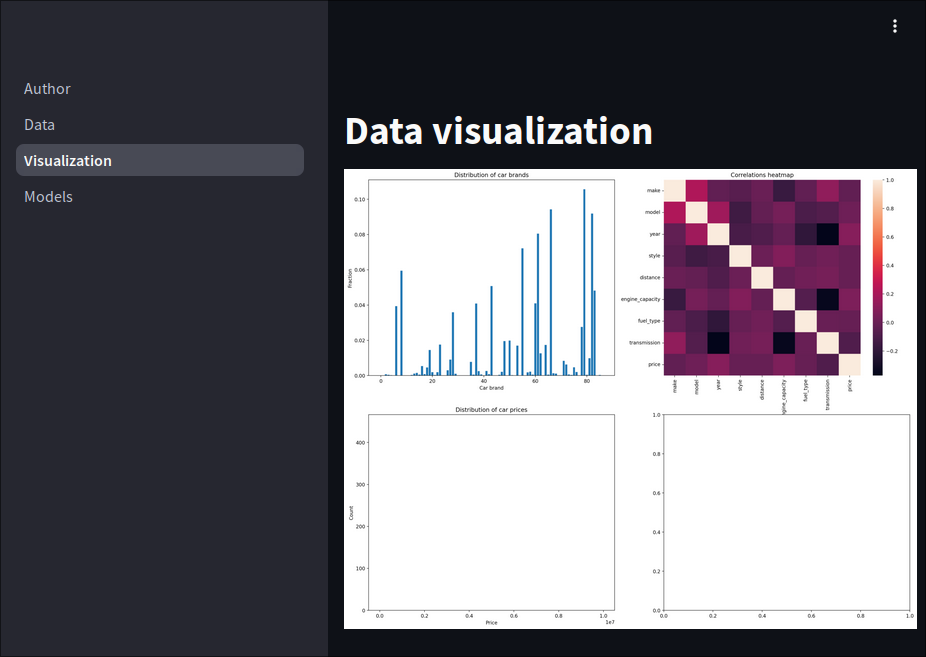 Author
Data
Visualization
Models
Data visualization
Distribution of car brands
0.10
0.08
0.06
0.04
0.02
0.00
Fraction
0 20 40 60 80
Car brand
Correlations heatmap
make
model
year
style
distance
engine_capacity
fuel_type
transmission
price
make model year style distance gine_capacity fuel_type transmission price
1.0
0.8
0.6
0.4
0.2
0.0
−0.2
Distribution of car prices
400
300
200
100
0
Count
0.0 0.2 0.4 0.6 0.8 1.0
1e7
Price
1.0
0.8
0.6
0.4
0.2
0.0
0.0 0.2 0.4 0.6 0.8 1.0